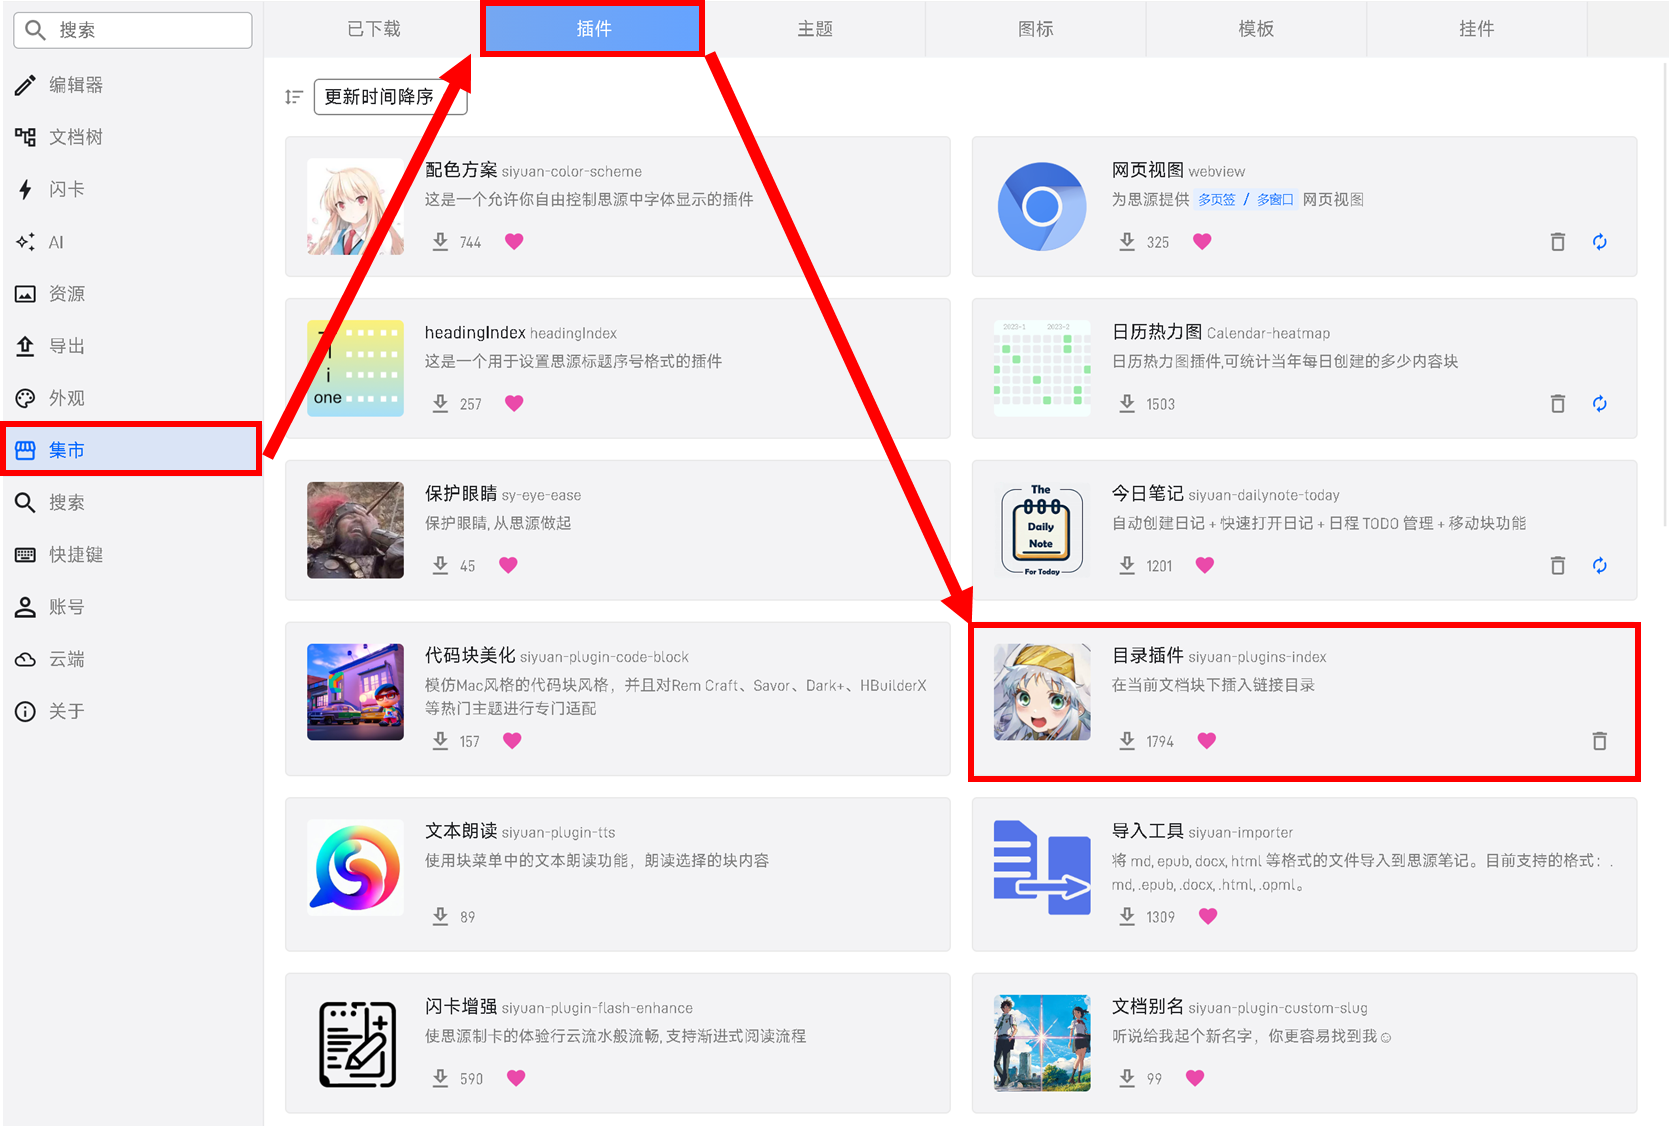 搜索
编辑器
文档树
闪卡
AI
资源
导出
外观
集市
搜索
快捷键
账号
云端
关于
已下载
插件
主题
图标
模板
挂件
更新时间降序
配色方案 siyuan-color-scheme
这是一个允许你自由控制思源中字体显示的插件
744
网页视图 webview
为思源提供 多页签 / 多窗口 网页视图
325
i
one
headingIndex headingIndex
这是一个用于设置思源标题序号格式的插件
257
2023-1 2023-2
日历热力图 Calendar-heatmap
日历热力图插件,可统计当年每日创建的多少内容块
1503
保护眼睛 sy-eye-ease
保护眼睛, 从思源做起
45
The
Daily
Note
For Today
今日笔记 siyuan-dailynote-today
自动创建日记 + 快速打开日记 + 日程 TODO 管理 + 移动块功能
1201
代码块美化 siyuan-plugin-code-block
模仿Mac风格的代码块风格，并且对Rem Craft、Savor、Dark+、HBuilderX
等热门主题进行专门适配
157
目录插件 siyuan-plugins-index
在当前文档块下插入链接目录
1794
文本朗读 siyuan-plugin-tts
使用块菜单中的文本朗读功能，朗读选择的块内容
89
导入工具 siyuan-importer
将 md, epub, docx, html 等格式的文件导入到思源笔记。目前支持的格式：.
md, .epub, .docx, .html, .opml。
1309
闪卡增强 siyuan-plugin-flash-enhance
使思源制卡的体验行云流水般流畅, 支持渐进式阅读流程
590
文档别名 siyuan-plugin-custom-slug
听说给我起个新名字，你更容易找到我☺
99